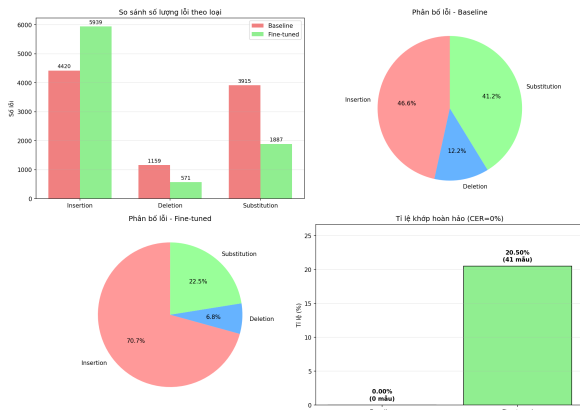 So sánh số lượng lỗi theo loại
Baseline
Fine-tuned
Số lỗi
6000
5000
4000
3000
2000
1000
0
4420
5939
1159
571
3915
1887
Insertion
Deletion
Substitution
Phân bố lỗi - Baseline
Insertion
46.6%
41.2%
Substitution
12.2%
Deletion
Phân bố lỗi - Fine-tuned
Substitution
22.5%
6.8%
Deletion
70.7%
Insertion
Tỉ lệ khớp hoàn hảo (CER=0%)
Tỉ lệ (%)
25
20
15
10
5
0
0.00%
(0 mẫu)
20.50%
(41 mẫu)